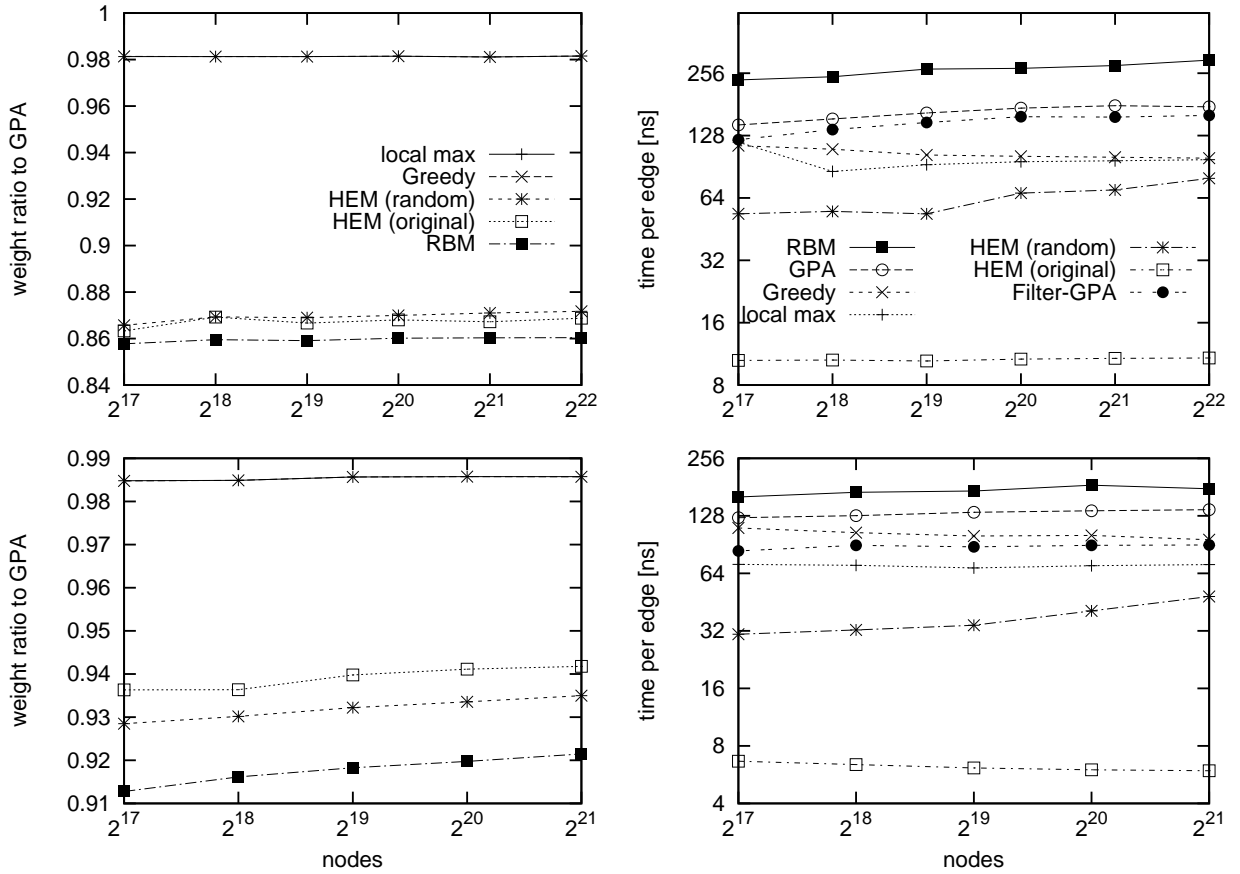 1
0.98
0.96
0.94
0.92
0.9
0.88
0.86
0.84
weight ratio to GPA
local max
Greedy
HEM (random)
HEM (original)
RBM
2^17 2^18 2^19 2^20 2^21 2^22
256
128
64
32
16
8
time per edge [ns]
RBM
GPA
Greedy
local max
HEM (random)
HEM (original)
Filter-GPA
2^17 2^18 2^19 2^20 2^21 2^22
0.99
0.98
0.97
0.96
0.95
0.94
0.93
0.92
0.91
weight ratio to GPA
2^17 2^18 2^19 2^20 2^21
nodes
256
128
64
32
16
8
4
time per edge [ns]
2^17 2^18 2^19 2^20 2^21
nodes